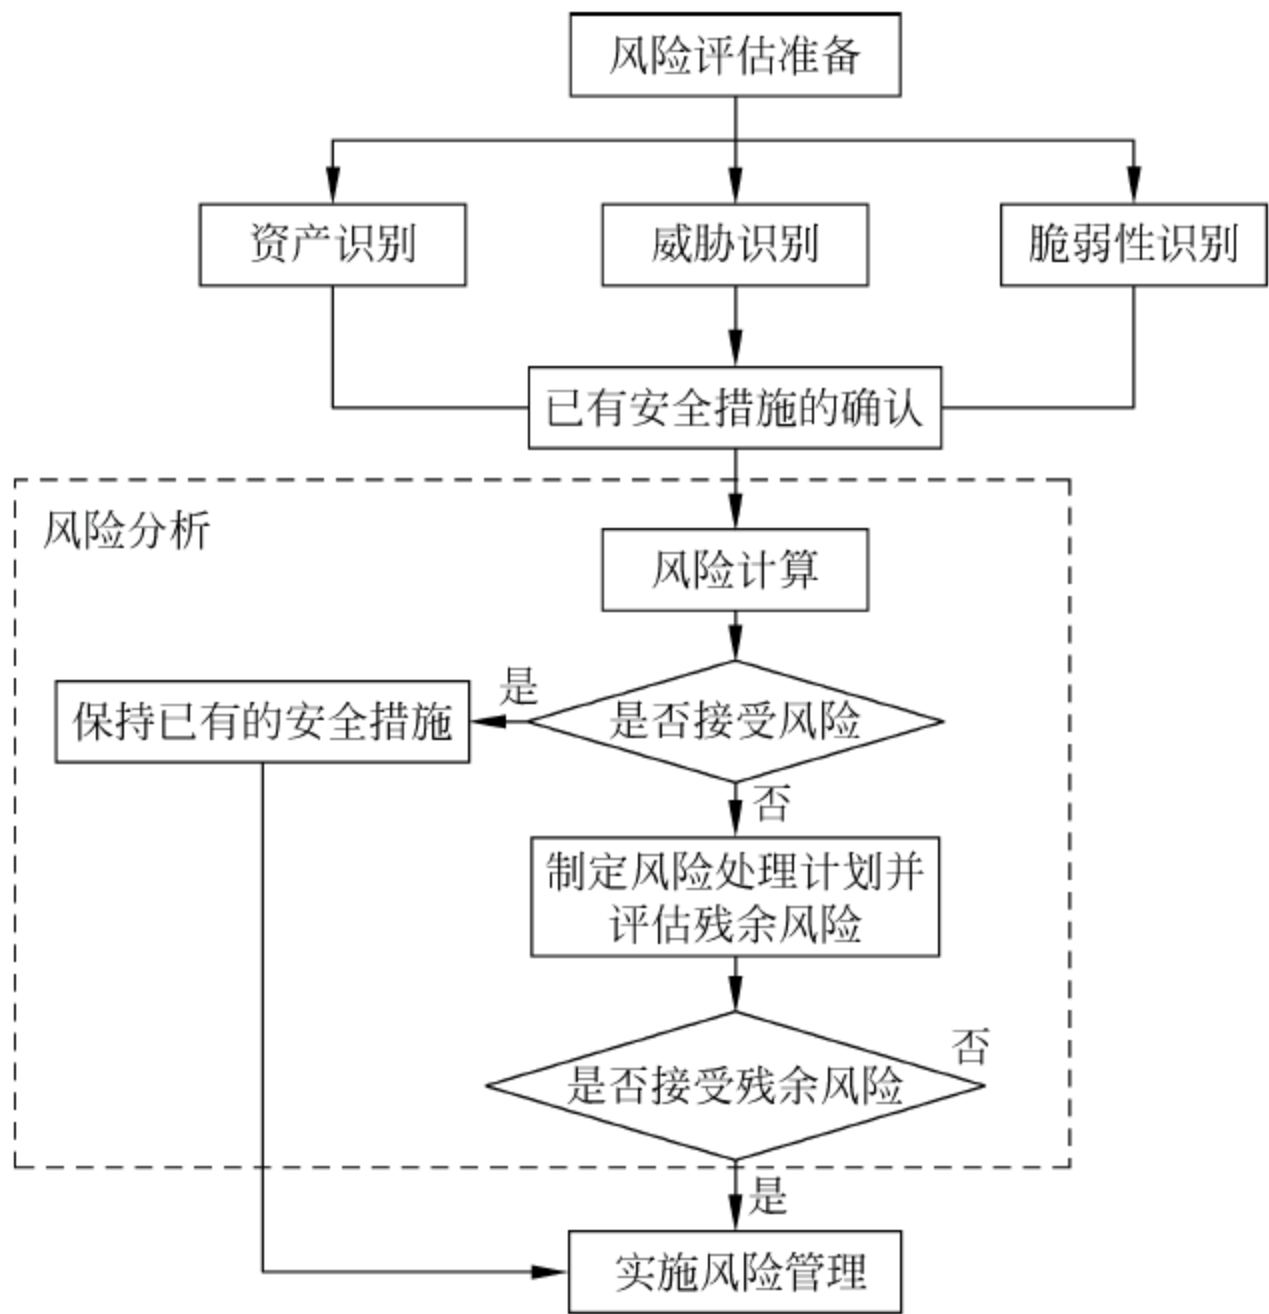 风险评估准备
资产识别
威胁识别
脆弱性识别
已有安全措施的确认
风险分析
风险计算
是
保持已有的安全措施
是否接受风险
否
制定风险处理计划并
评估残余风险
否
是否接受残余风险
是
实施风险管理